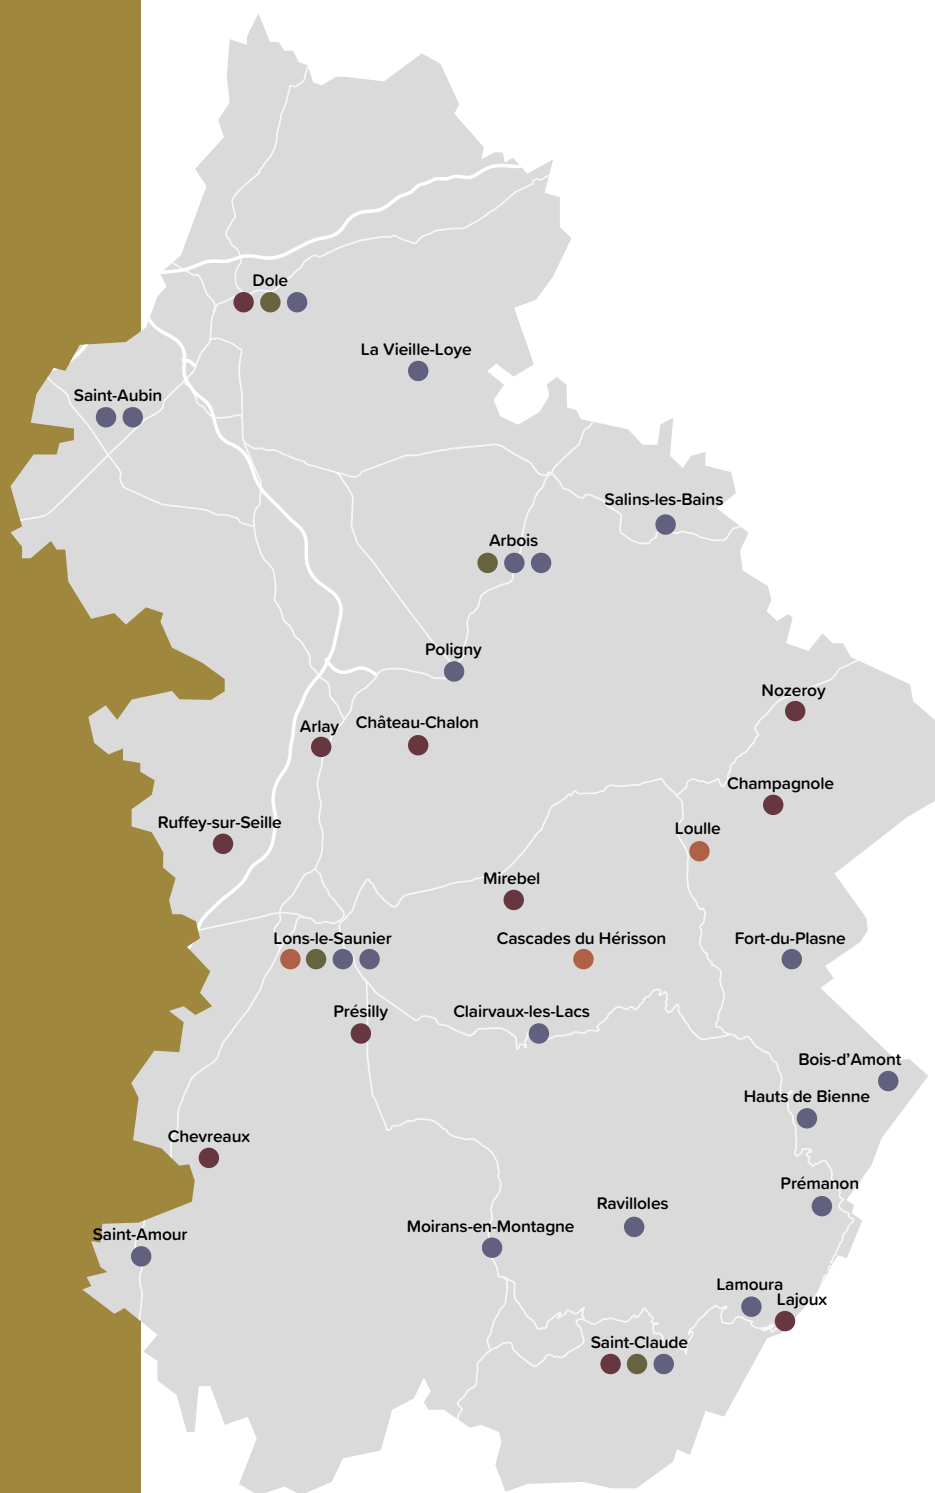 Dole
La Vieille-Loye
Saint-Aubin
Salins-les-Bains
Arbois
Poligny
Nozeroy
Arlay
Château-Chalon
Champagnole
Ruffey-sur-Seille
Loulle
Mirebel
Lons-le-Saunier
Cascades du Hérisson
Fort-du-Plasne
Présilly
Clairvaux-les-Lacs
Bois-d’Amont
Hauts de Bienne
Chevreaux
Prémanon
Ravilloles
Moirans-en-Montagne
Saint-Amour
Lamoura
Lajoux
Saint-Claude